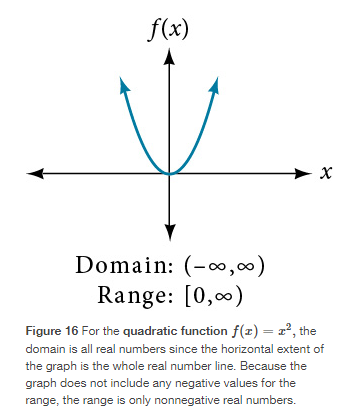 f(x)
x
Domain: (−∞,∞)
Range: [0,∞)
Figure 16 For the quadratic function f(x) = x², the
domain is all real numbers since the horizontal extent of
the graph is the whole real number line. Because the
graph does not include any negative values for the
range, the range is only nonnegative real numbers.